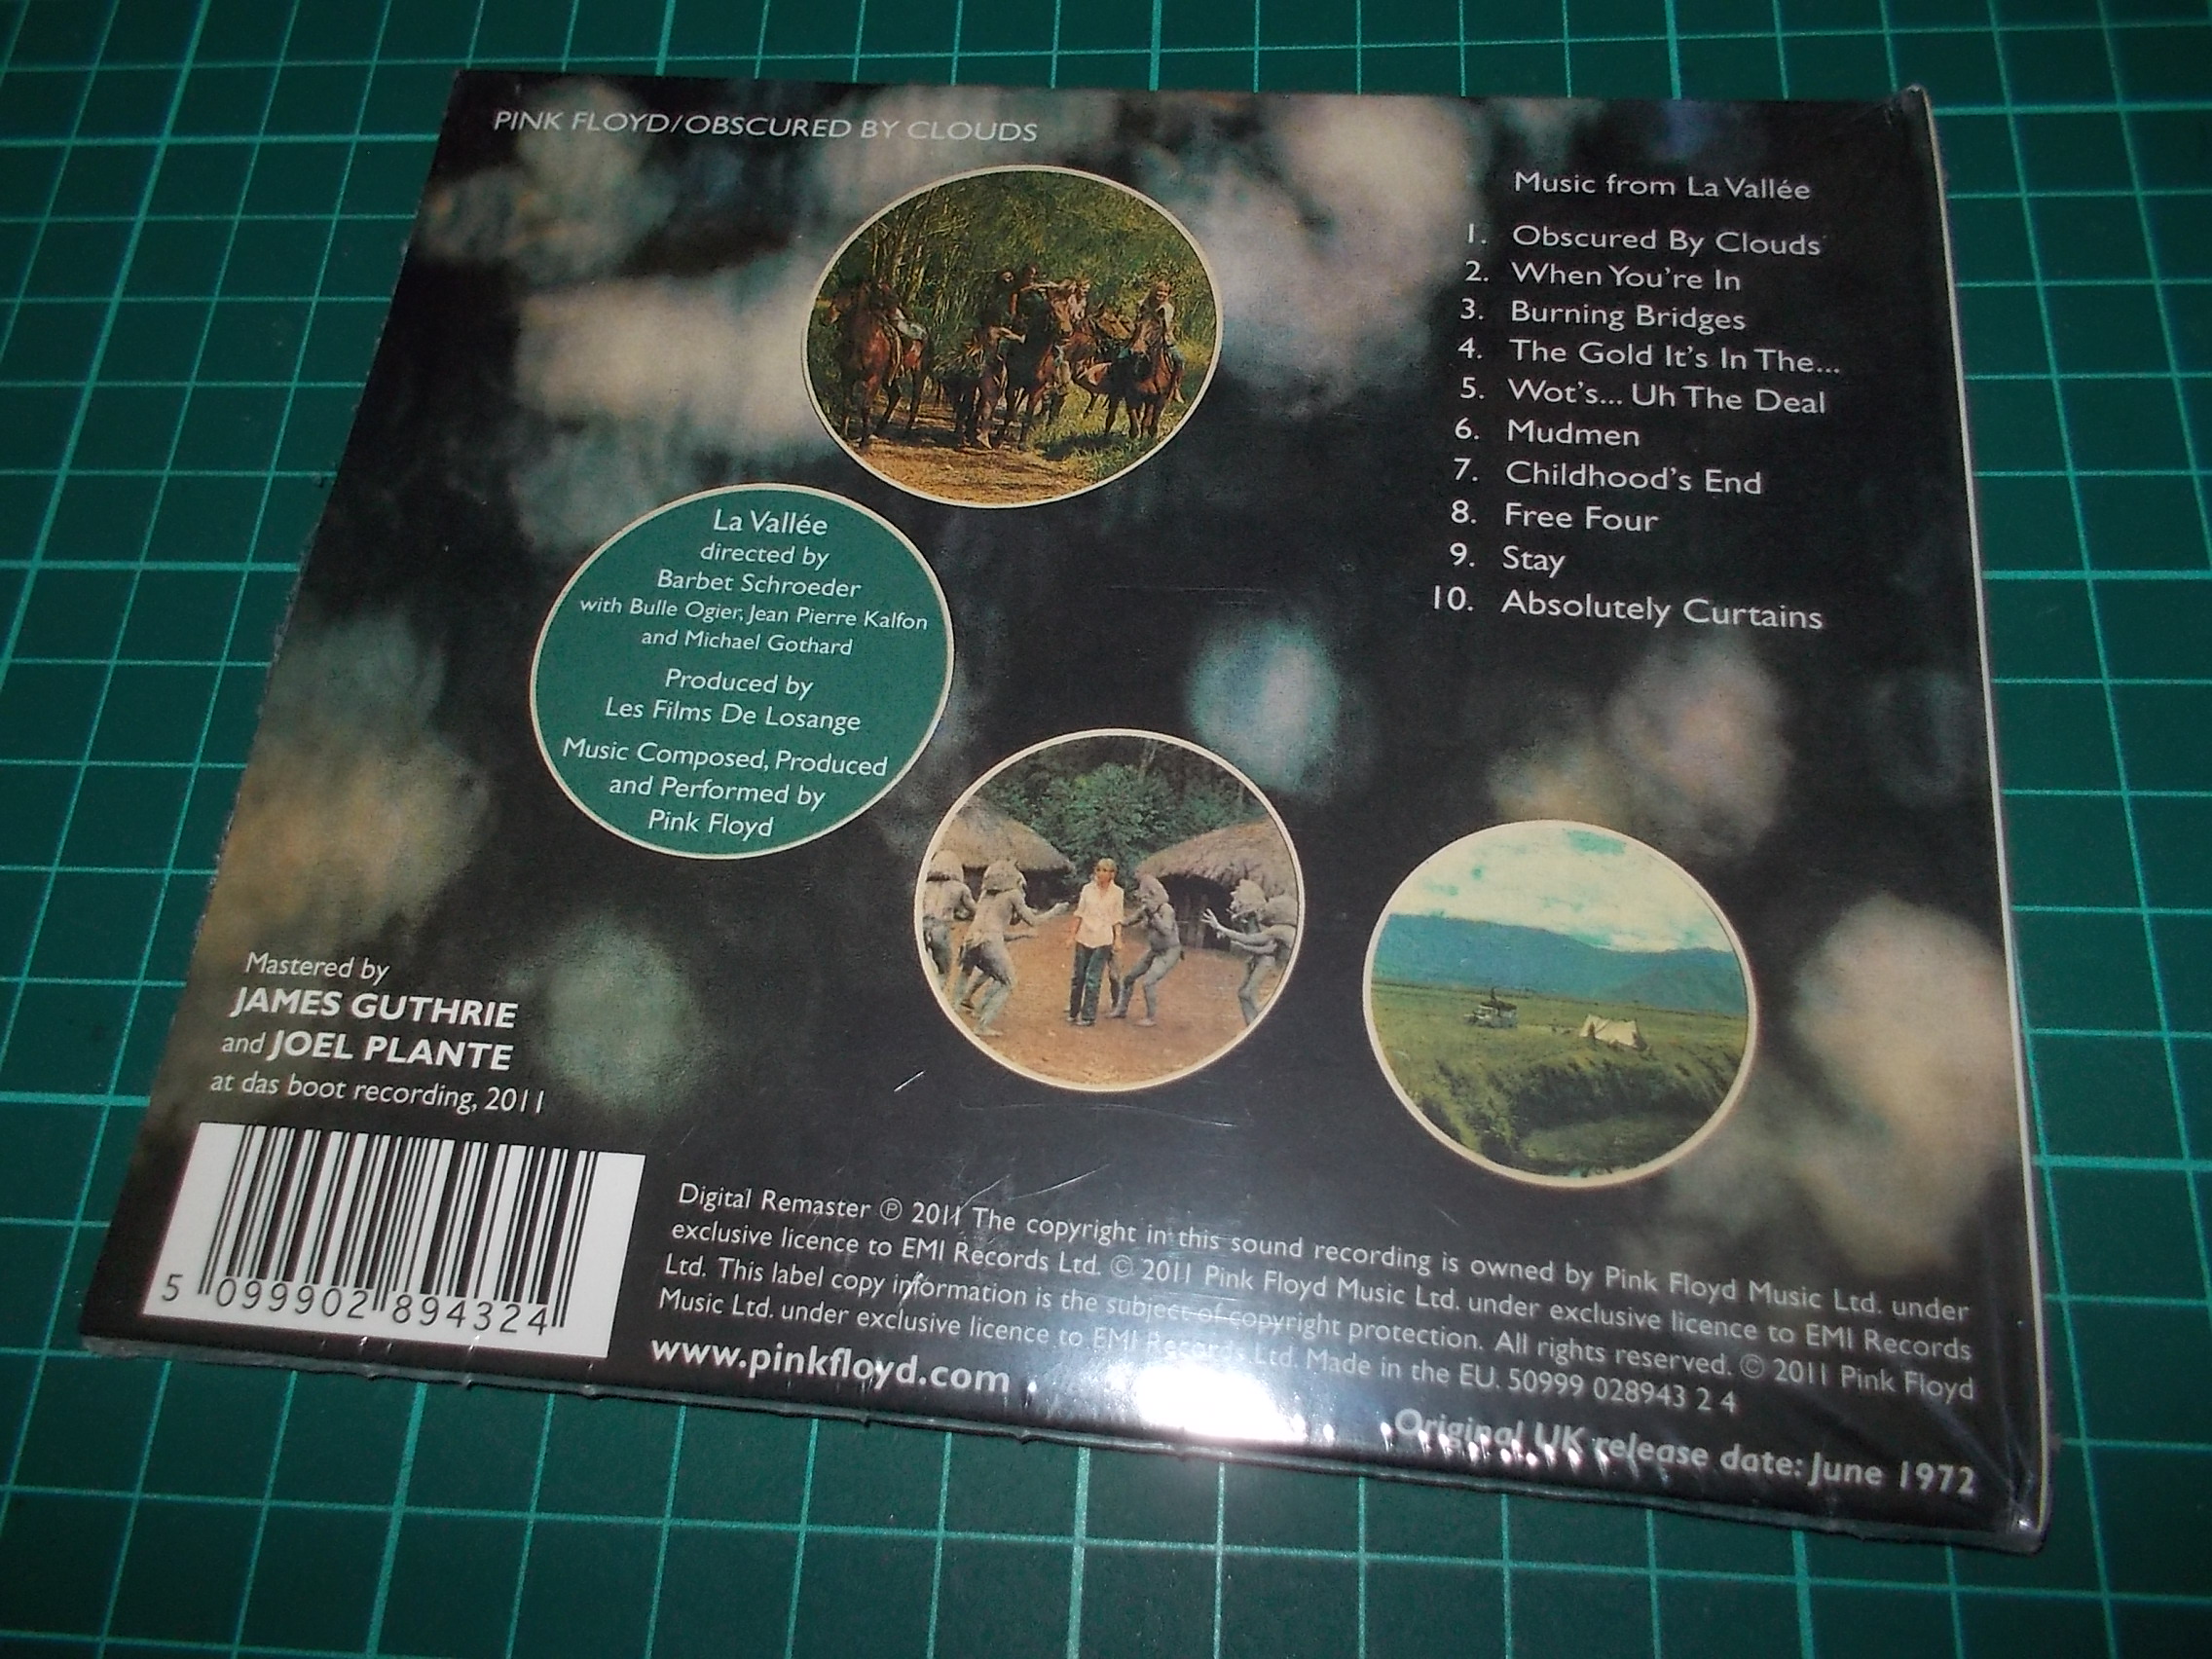 PINK FLOYD/OBSCURED BY CLOUDS
Music from La Vallée
1. Obscured By Clouds
2. When You're In
3. Burning Bridges
4. The Gold It's In The...
5. Wot's... Uh The Deal
6. Mudmen
7. Childhood's End
8. Free Four
9. Stay
10. Absolutely Curtains
La Vallée
directed by
Barbet Schroeder
with Bulle Ogier, Jean Pierre Kalfon
and Michael Gothard
Produced by
Les Films De Losange
Music Composed, Produced
and Performed by
Pink Floyd
Mastered by
JAMES GUTHRIE
and JOEL PLANTE
at das boot recording, 2011
5 099902 894324
Digital Remaster ℗ 2011 The copyright in this sound recording is owned by Pink Floyd Music Ltd. under
exclusive licence to EMI Records Ltd. © 2011 Pink Floyd Music Ltd. under exclusive licence to EMI Records
Ltd. This label copy information is the subject of copyright protection. All rights reserved. © 2011 Pink Floyd
Music Ltd. under exclusive licence to EMI Records Ltd. Made in the EU. 50999 028943 2 4
www.pinkfloyd.com
Original UK release date: June 1972